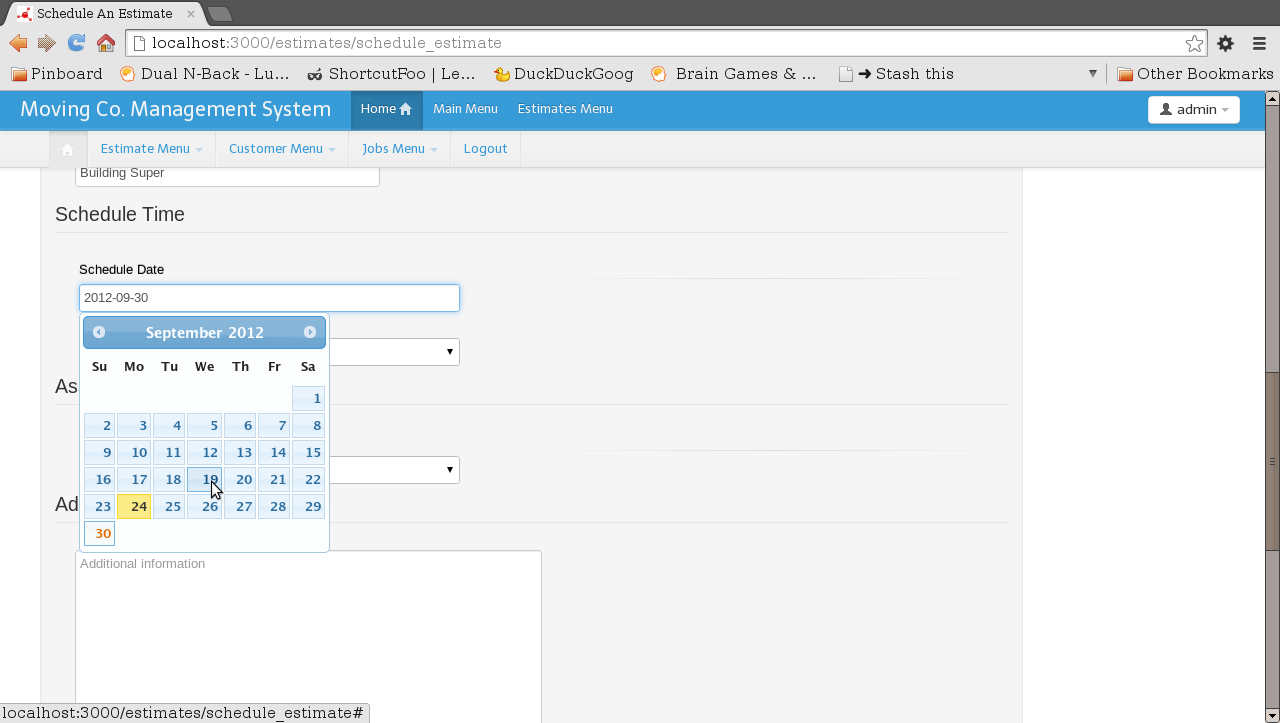 Schedule An Estimate
localhost:3000/estimates/schedule_estimate
Pinboard Dual N-Back - Lu... ShortcutFoo | Le... DuckDuckGoog Brain Games & ... ➜ Stash this Other Bookmarks
Moving Co. Management System Home Main Menu Estimates Menu admin
Estimate Menu Customer Menu Jobs Menu Logout
Building Super
Schedule Time
Schedule Date
2012-09-30
September 2012
Su Mo Tu We Th Fr Sa
As
1
2 3 4 5 6 7 8
9 10 11 12 13 14 15
16 17 18 19 20 21 22
Ad
23 24 25 26 27 28 29
30
Additional information
localhost:3000/estimates/schedule_estimate#